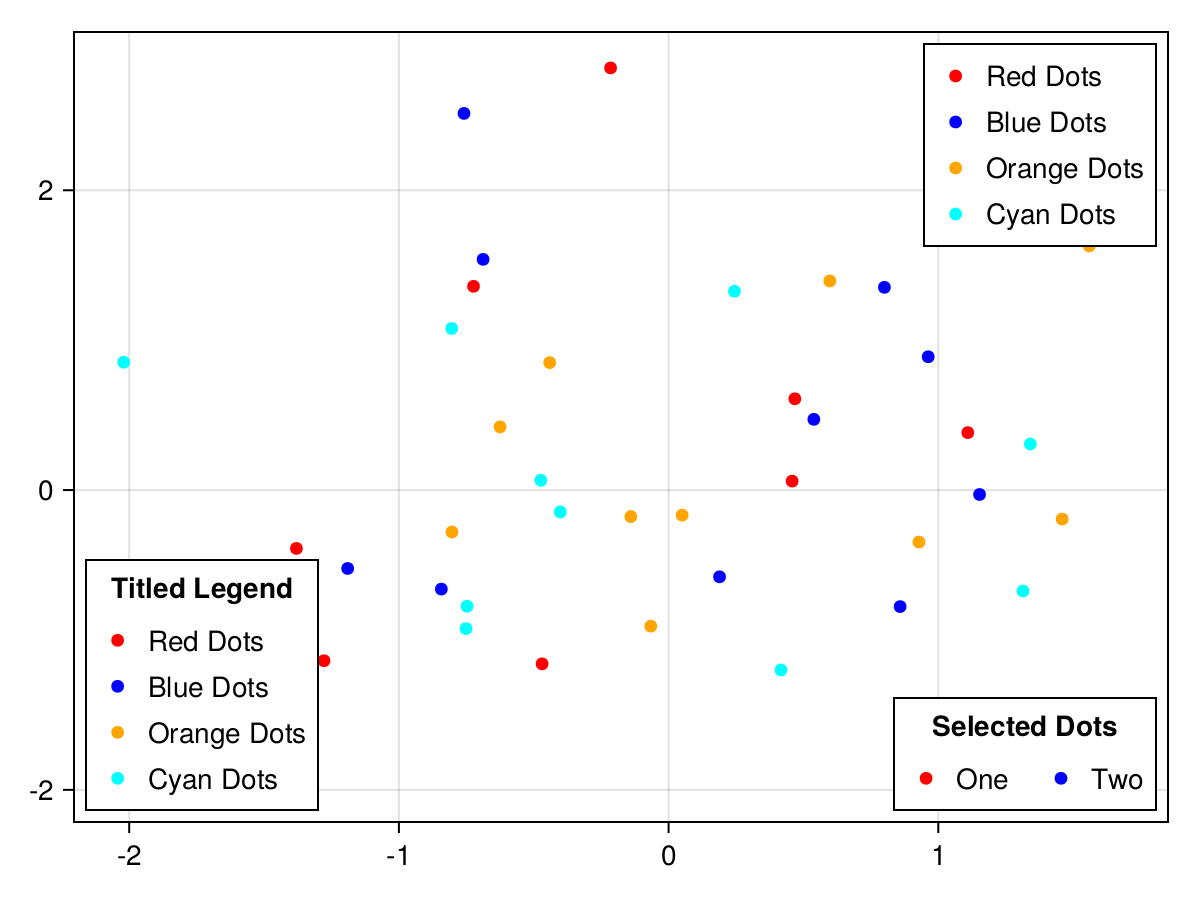 Red Dots
Blue Dots
Orange Dots
Cyan Dots
2
0
-2
Titled Legend
Red Dots
Blue Dots
Orange Dots
Cyan Dots
Selected Dots
One Two
-2 -1 0 1